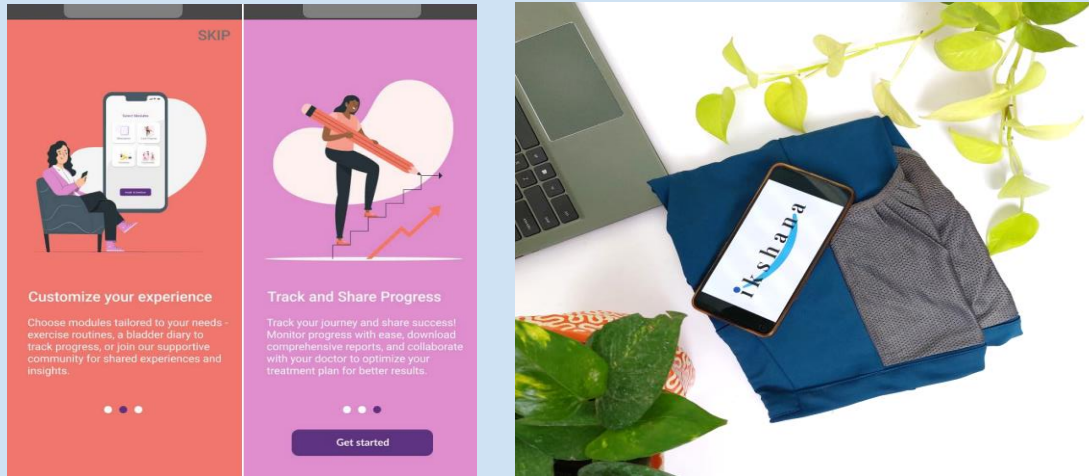 SKIP
Customize your experience
Choose modules tailored to your needs -
exercise routines, a bladder diary to
track progress, or join our supportive
community for shared experiences and
insights.
Track and Share Progress
Track your journey and share success!
Monitor progress with ease, download
comprehensive reports, and collaborate
with your doctor to optimize your
treatment plan for better results.
Get started
ikshana